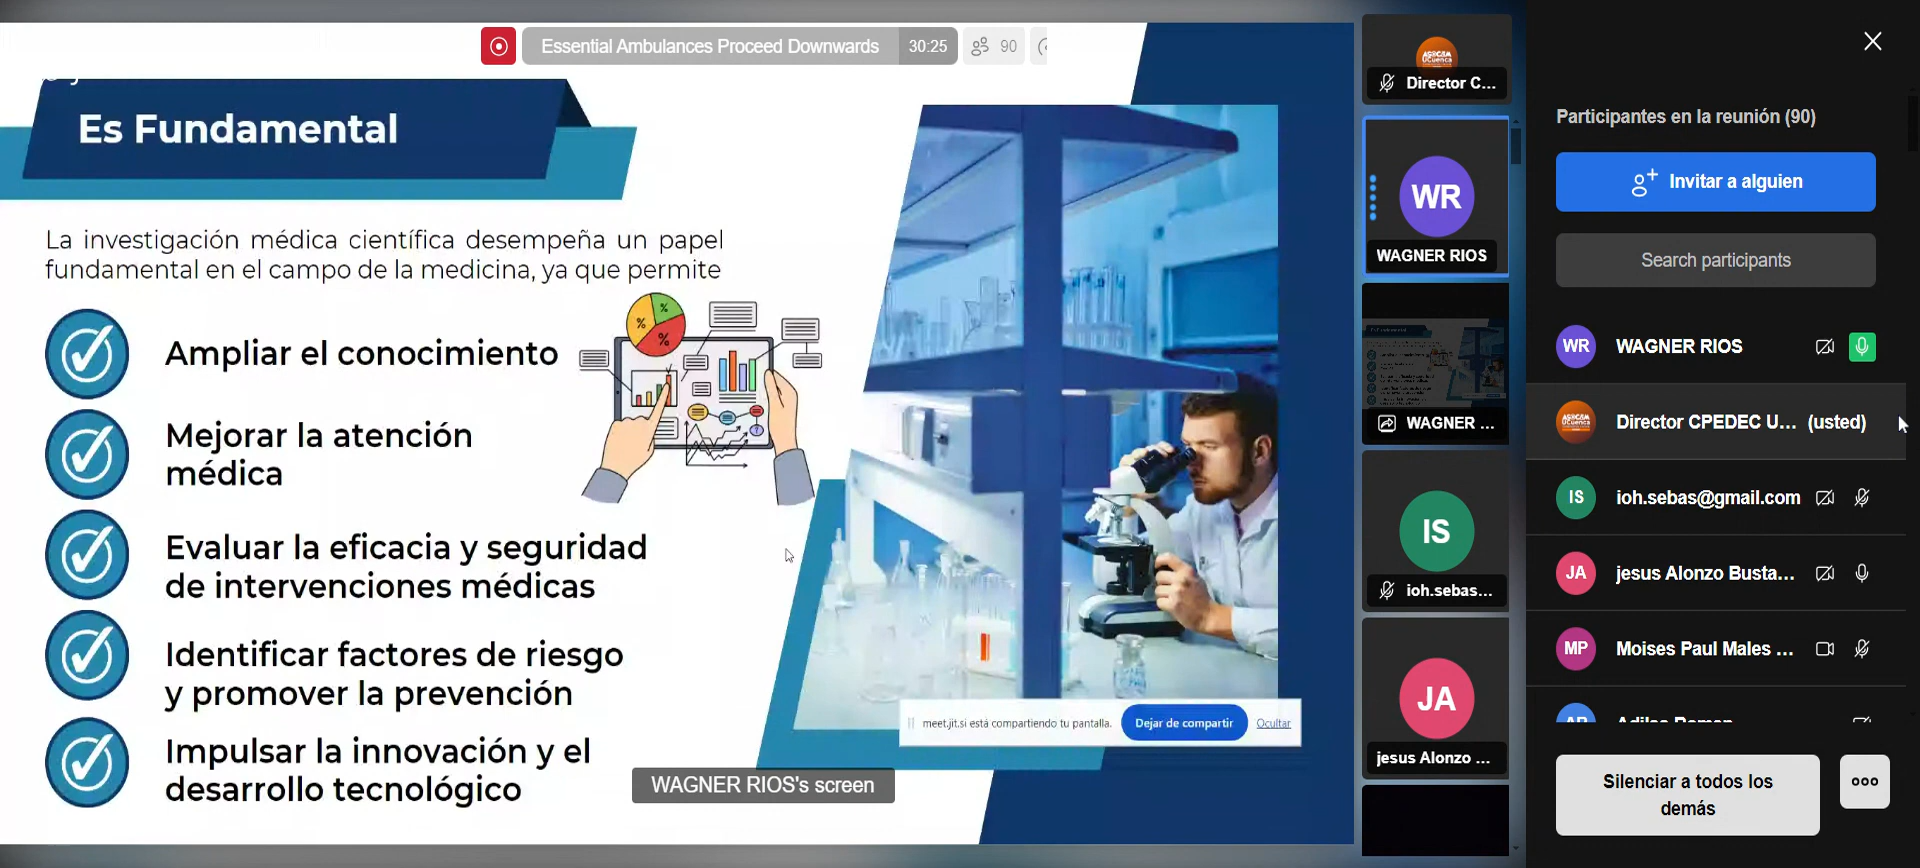 Essential Ambulances Proceed Downwards
30:25
90
Es Fundamental
La investigación médica científica desempeña un papel
fundamental en el campo de la medicina, ya que permite
Ampliar el conocimiento
Mejorar la atención
médica
Evaluar la eficacia y seguridad
de intervenciones médicas
Identificar factores de riesgo
y promover la prevención
Impulsar la innovación y el
desarrollo tecnológico
%
%
%
meet.jit.si está compartiendo tu pantalla.
Dejar de compartir
Ocultar
WAGNER RIOS's screen
Director C...
WR
WAGNER RIOS
WAGNER ...
IS
ioh.sebas...
JA
jesus Alonzo ...
Participantes en la reunión (90)
Invitar a alguien
Search participants
WR
WAGNER RIOS
UCuenca
Director CPEDEC U... (usted)
IS
ioh.sebas@gmail.com
JA
jesus Alonzo Busta...
MP
Moises Paul Males ...
Silenciar a todos los
demás